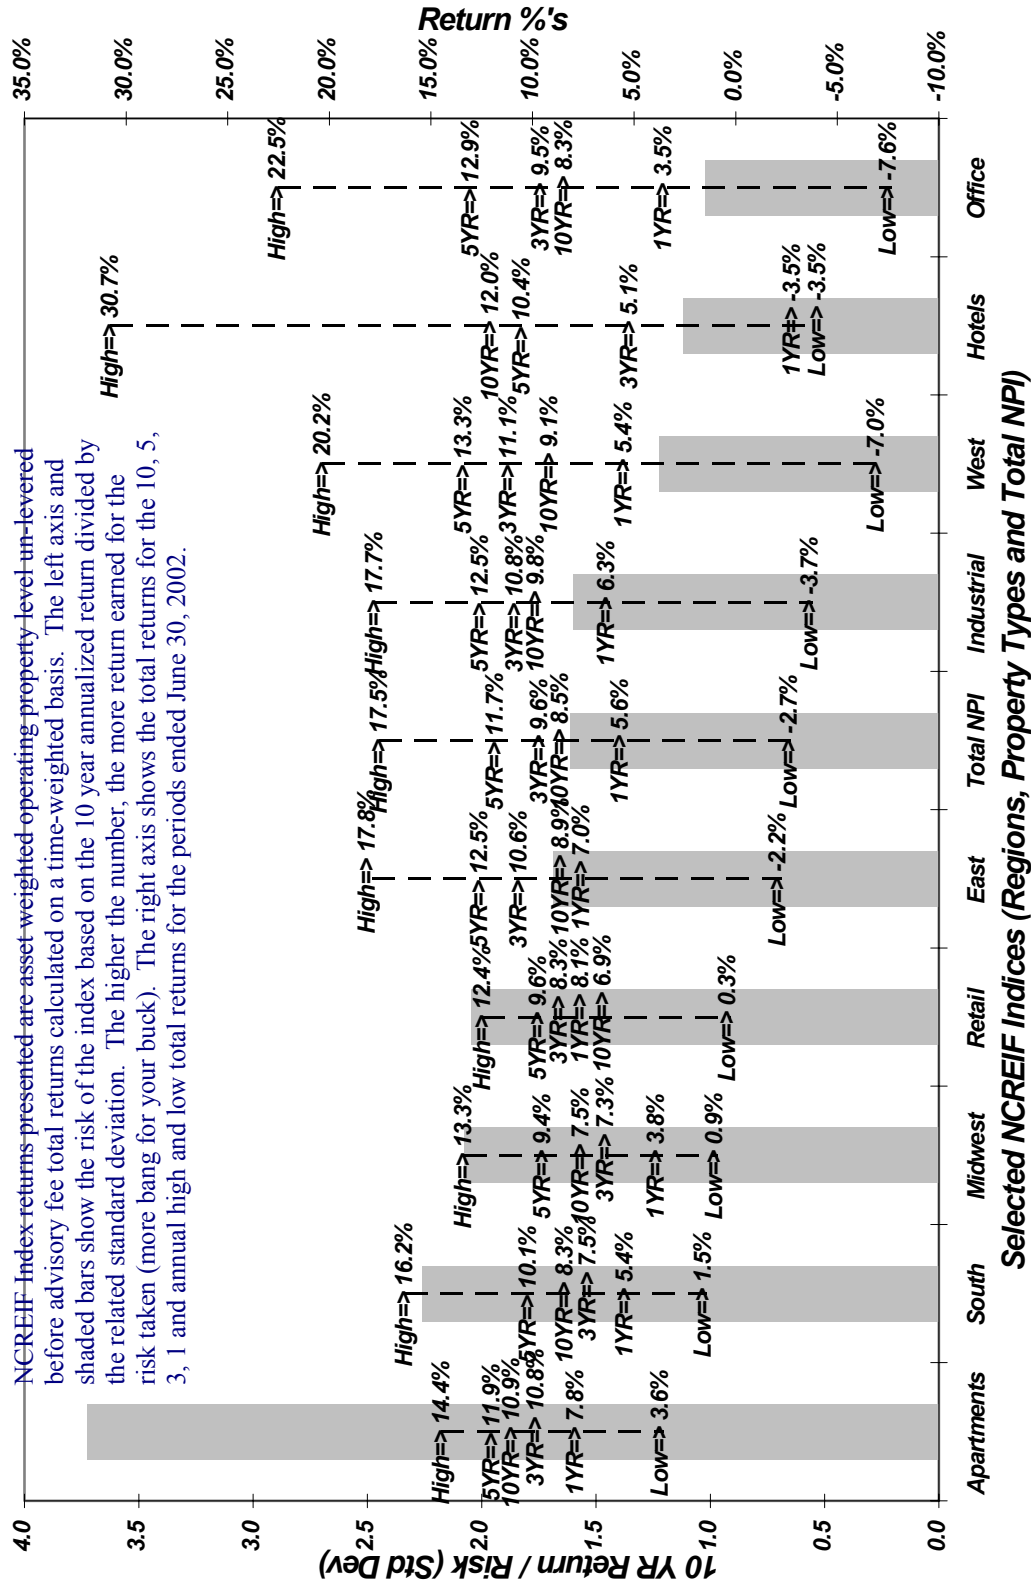 NCREIF Index returns presented are asset weighted operating property level un-levered
before advisory fee total returns calculated on a time-weighted basis.  The left axis and
shaded bars show the risk of the index based on the 10 year annualized return divided by
the related standard deviation.  The higher the number, the more return earned for the
risk taken (more bang for your buck).  The right axis shows the total returns for the 10, 5,
3, 1 and annual high and low total returns for the periods ended June 30, 2002.
10 YR Return / Risk (Std Dev)
4.0
3.5
3.0
2.5
2.0
1.5
1.0
0.5
0.0
High=> 14.4%
5YR=> 11.9%
10YR=> 10.9%
3YR=> 10.8%
1YR=> 7.8%
Low=> 3.6%
High=> 16.2%
5YR=> 10.1%
10YR=> 8.3%
3YR=> 7.5%
1YR=> 5.4%
Low=> 1.5%
High=> 13.3%
5YR=> 9.4%
10YR=> 7.5%
3YR=> 7.3%
1YR=> 3.8%
Low=> 0.9%
High=> 12.4%
5YR=> 9.6%
3YR=> 8.3%
1YR=> 8.1%
10YR=> 6.9%
Low=> 0.3%
High=> 17.8%
5YR=> 12.5%
3YR=> 10.6%
10YR=> 8.9%
1YR=> 7.0%
Low=> -2.2%
High=> 17.5%
5YR=> 11.7%
3YR=> 9.6%
10YR=> 8.5%
1YR=> 5.6%
Low=> -2.7%
High=> 17.7%
5YR=> 12.5%
3YR=> 10.8%
10YR=> 9.8%
1YR=> 6.3%
Low=> -3.7%
High=> 20.2%
5YR=> 13.3%
3YR=> 11.1%
10YR=> 9.1%
1YR=> 5.4%
Low=> -7.0%
High=> 30.7%
10YR=> 12.0%
5YR=> 10.4%
3YR=> 5.1%
1YR=> -3.5%
Low=> -3.5%
High=> 22.5%
5YR=> 12.9%
3YR=> 9.5%
10YR=> 8.3%
1YR=> 3.5%
Low=> -7.6%
Return %'s
35.0%
30.0%
25.0%
20.0%
15.0%
10.0%
5.0%
0.0%
-5.0%
-10.0%
Apartments
South
Midwest
Retail
East
Total NPI
Industrial
West
Hotels
Office
Selected NCREIF Indices (Regions, Property Types and Total NPI)